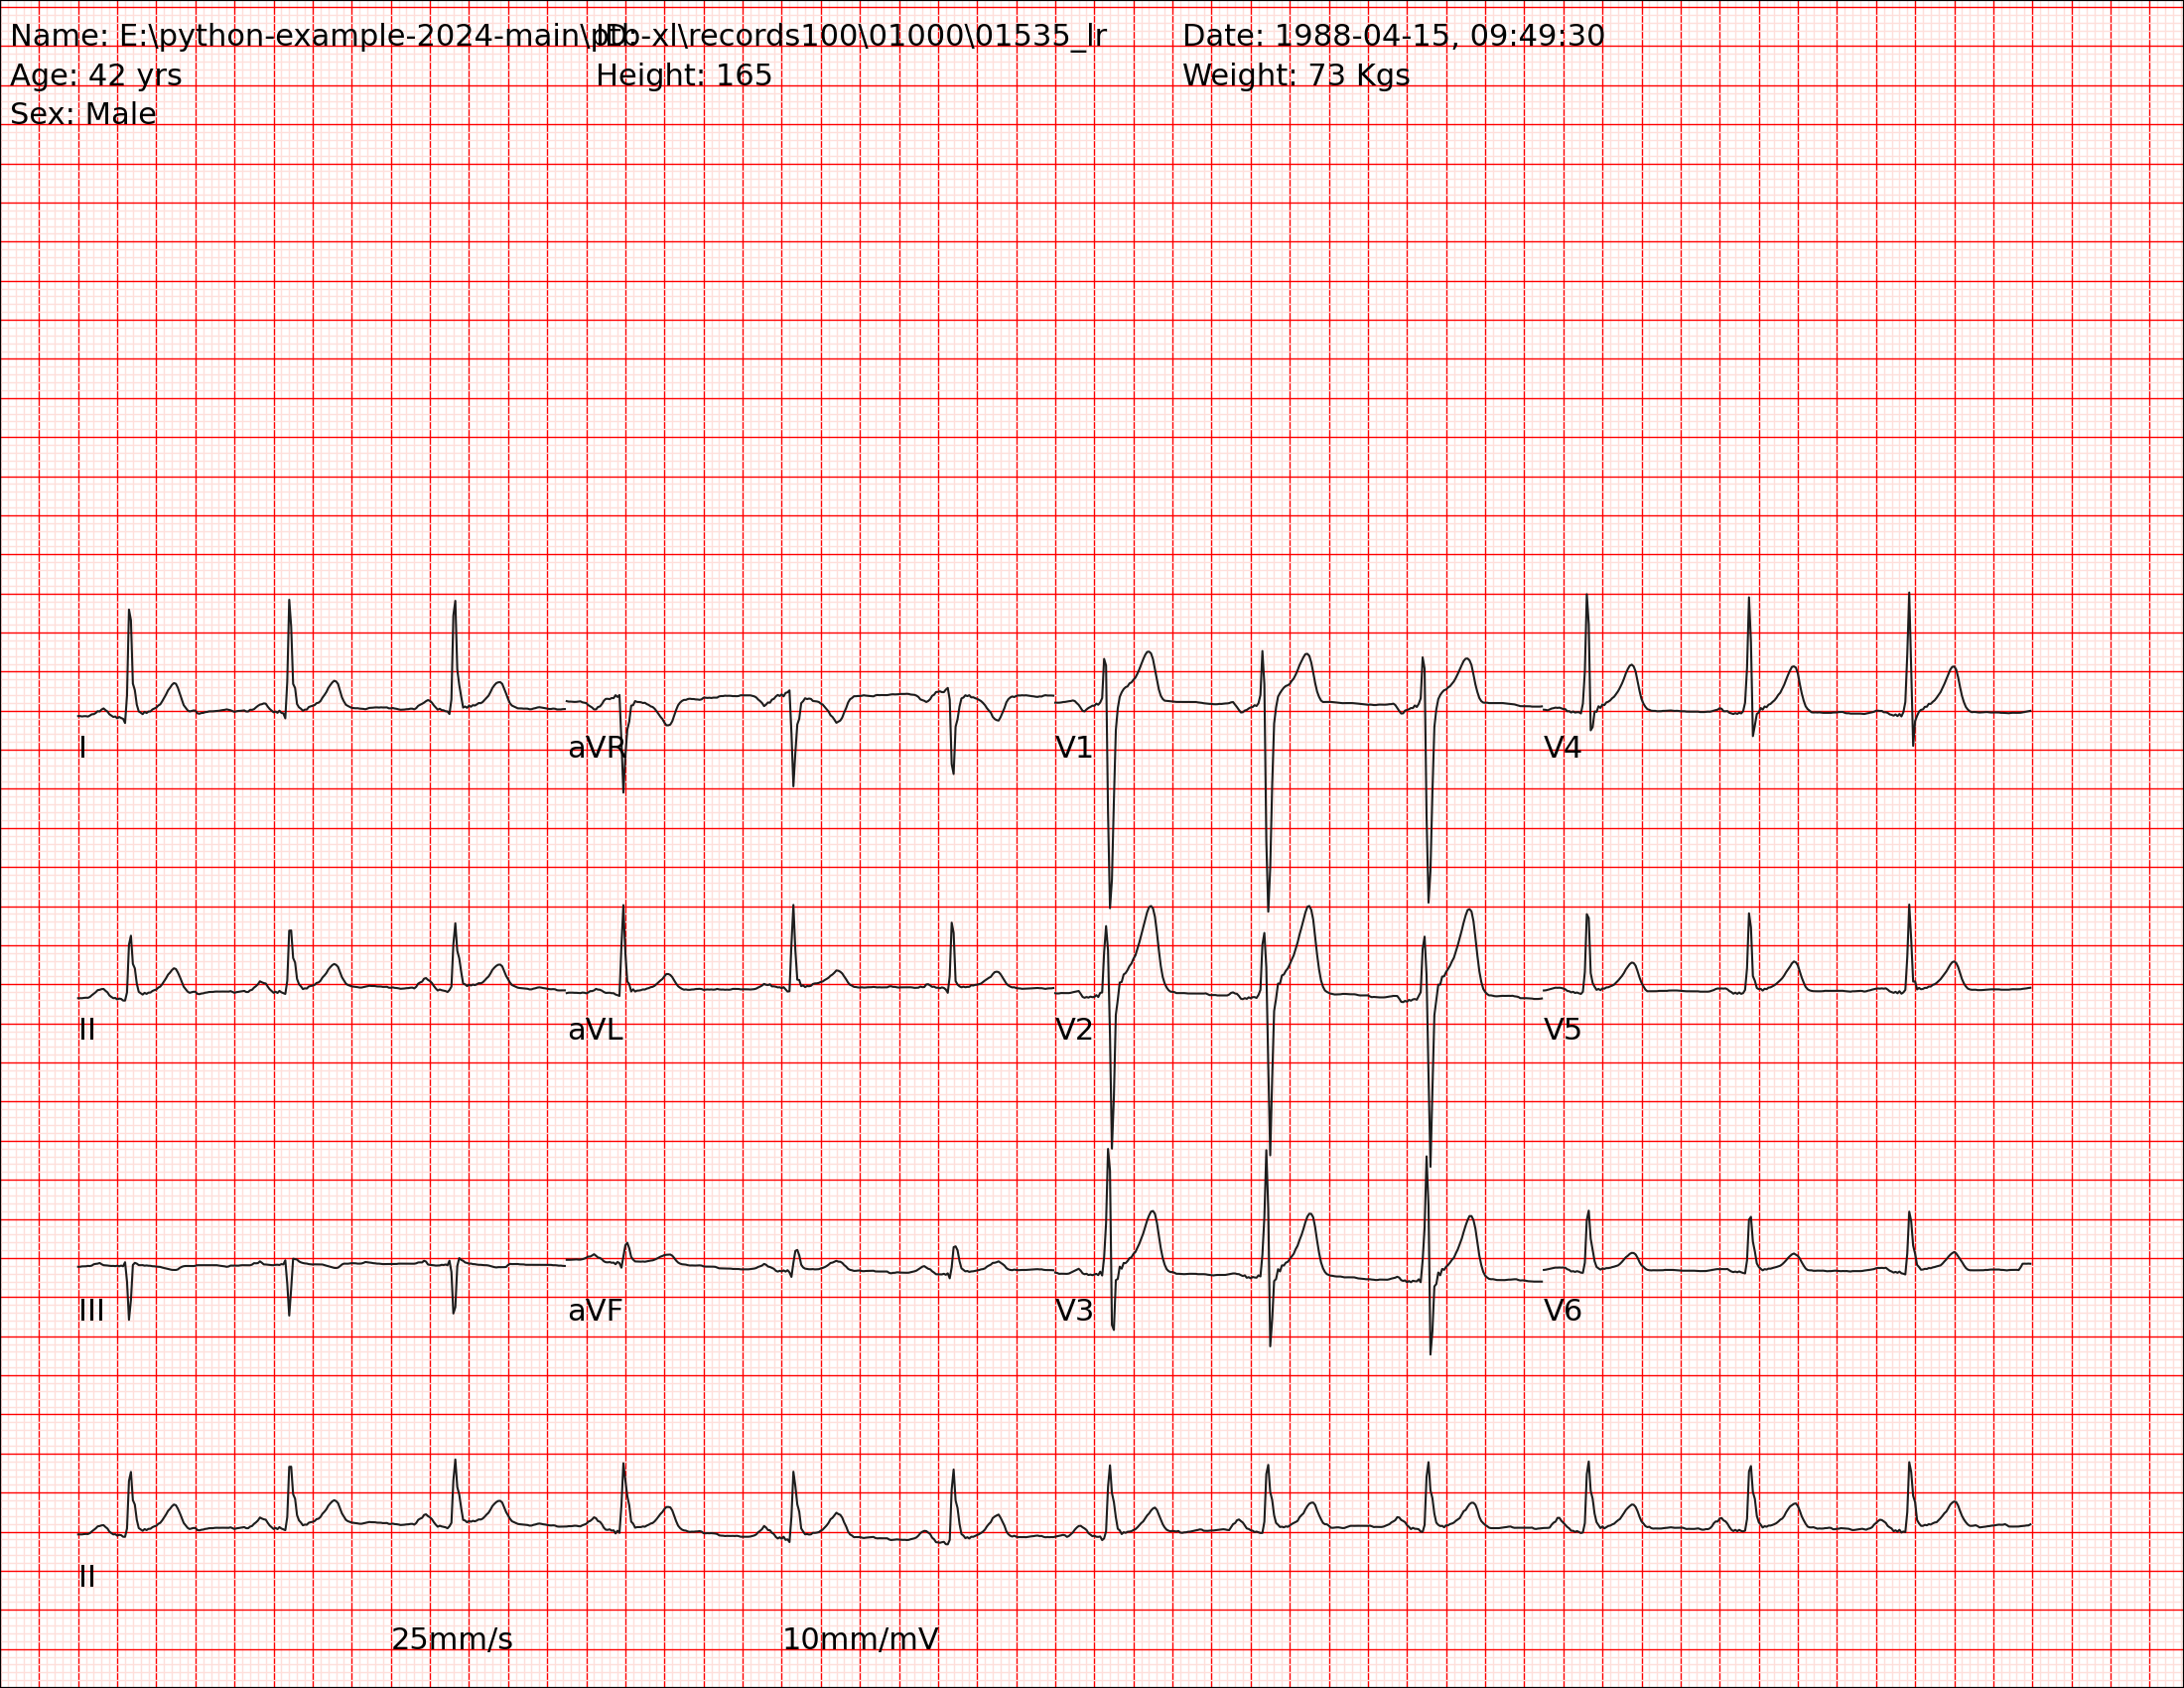 Name: E:\python-example-2024-main\ptb-xl\records100\01000\01535_lr ID: Date: 1988-04-15, 09:49:30
Age: 42 yrs Height: 165 Weight: 73 Kgs
Sex: Male
I aVR V1 V4
II aVL V2 V5
III aVF V3 V6
II
25mm/s 10mm/mV